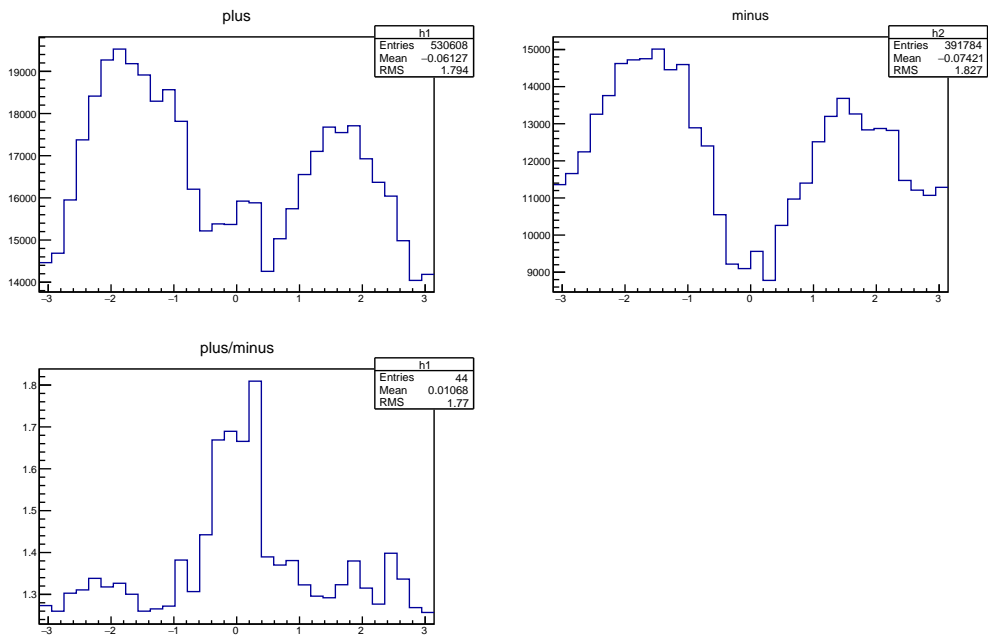 plus
h1
Entries 530608
Mean −0.06127
RMS 1.794
19000
18000
17000
16000
15000
14000
−3 −2 −1 0 1 2 3
minus
h2
Entries 391784
Mean −0.07421
RMS 1.827
15000
14000
13000
12000
11000
10000
9000
−3 −2 −1 0 1 2 3
plus/minus
h1
Entries 44
Mean 0.01068
RMS 1.77
1.8
1.7
1.6
1.5
1.4
1.3
−3 −2 −1 0 1 2 3